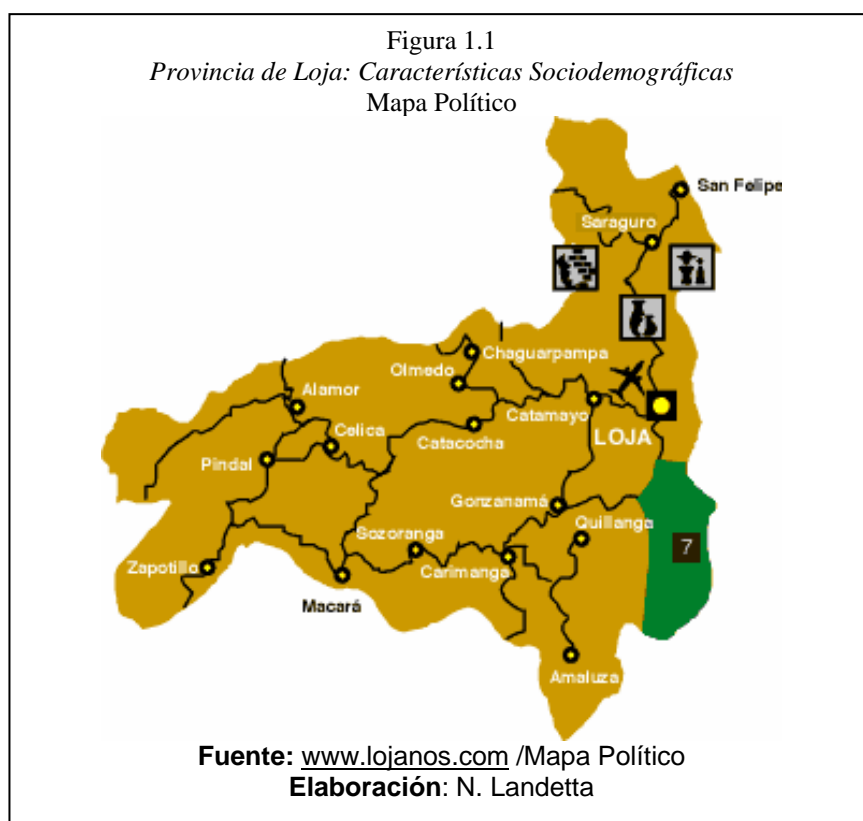 Figura 1.1
Provincia de Loja: Características Sociodemográficas
Mapa Político
San Felipe
Saraguro
Chaguarpampa
Olmedo
Alamor
Catamayo
Celica
Catacocha
LOJA
Pindal
Gonzanamá
Quillanga
Sozoranga
7
Zapotillo
Carimanga
Macará
Amaluza
Fuente: www.lojanos.com /Mapa Político
Elaboración: N. Landetta